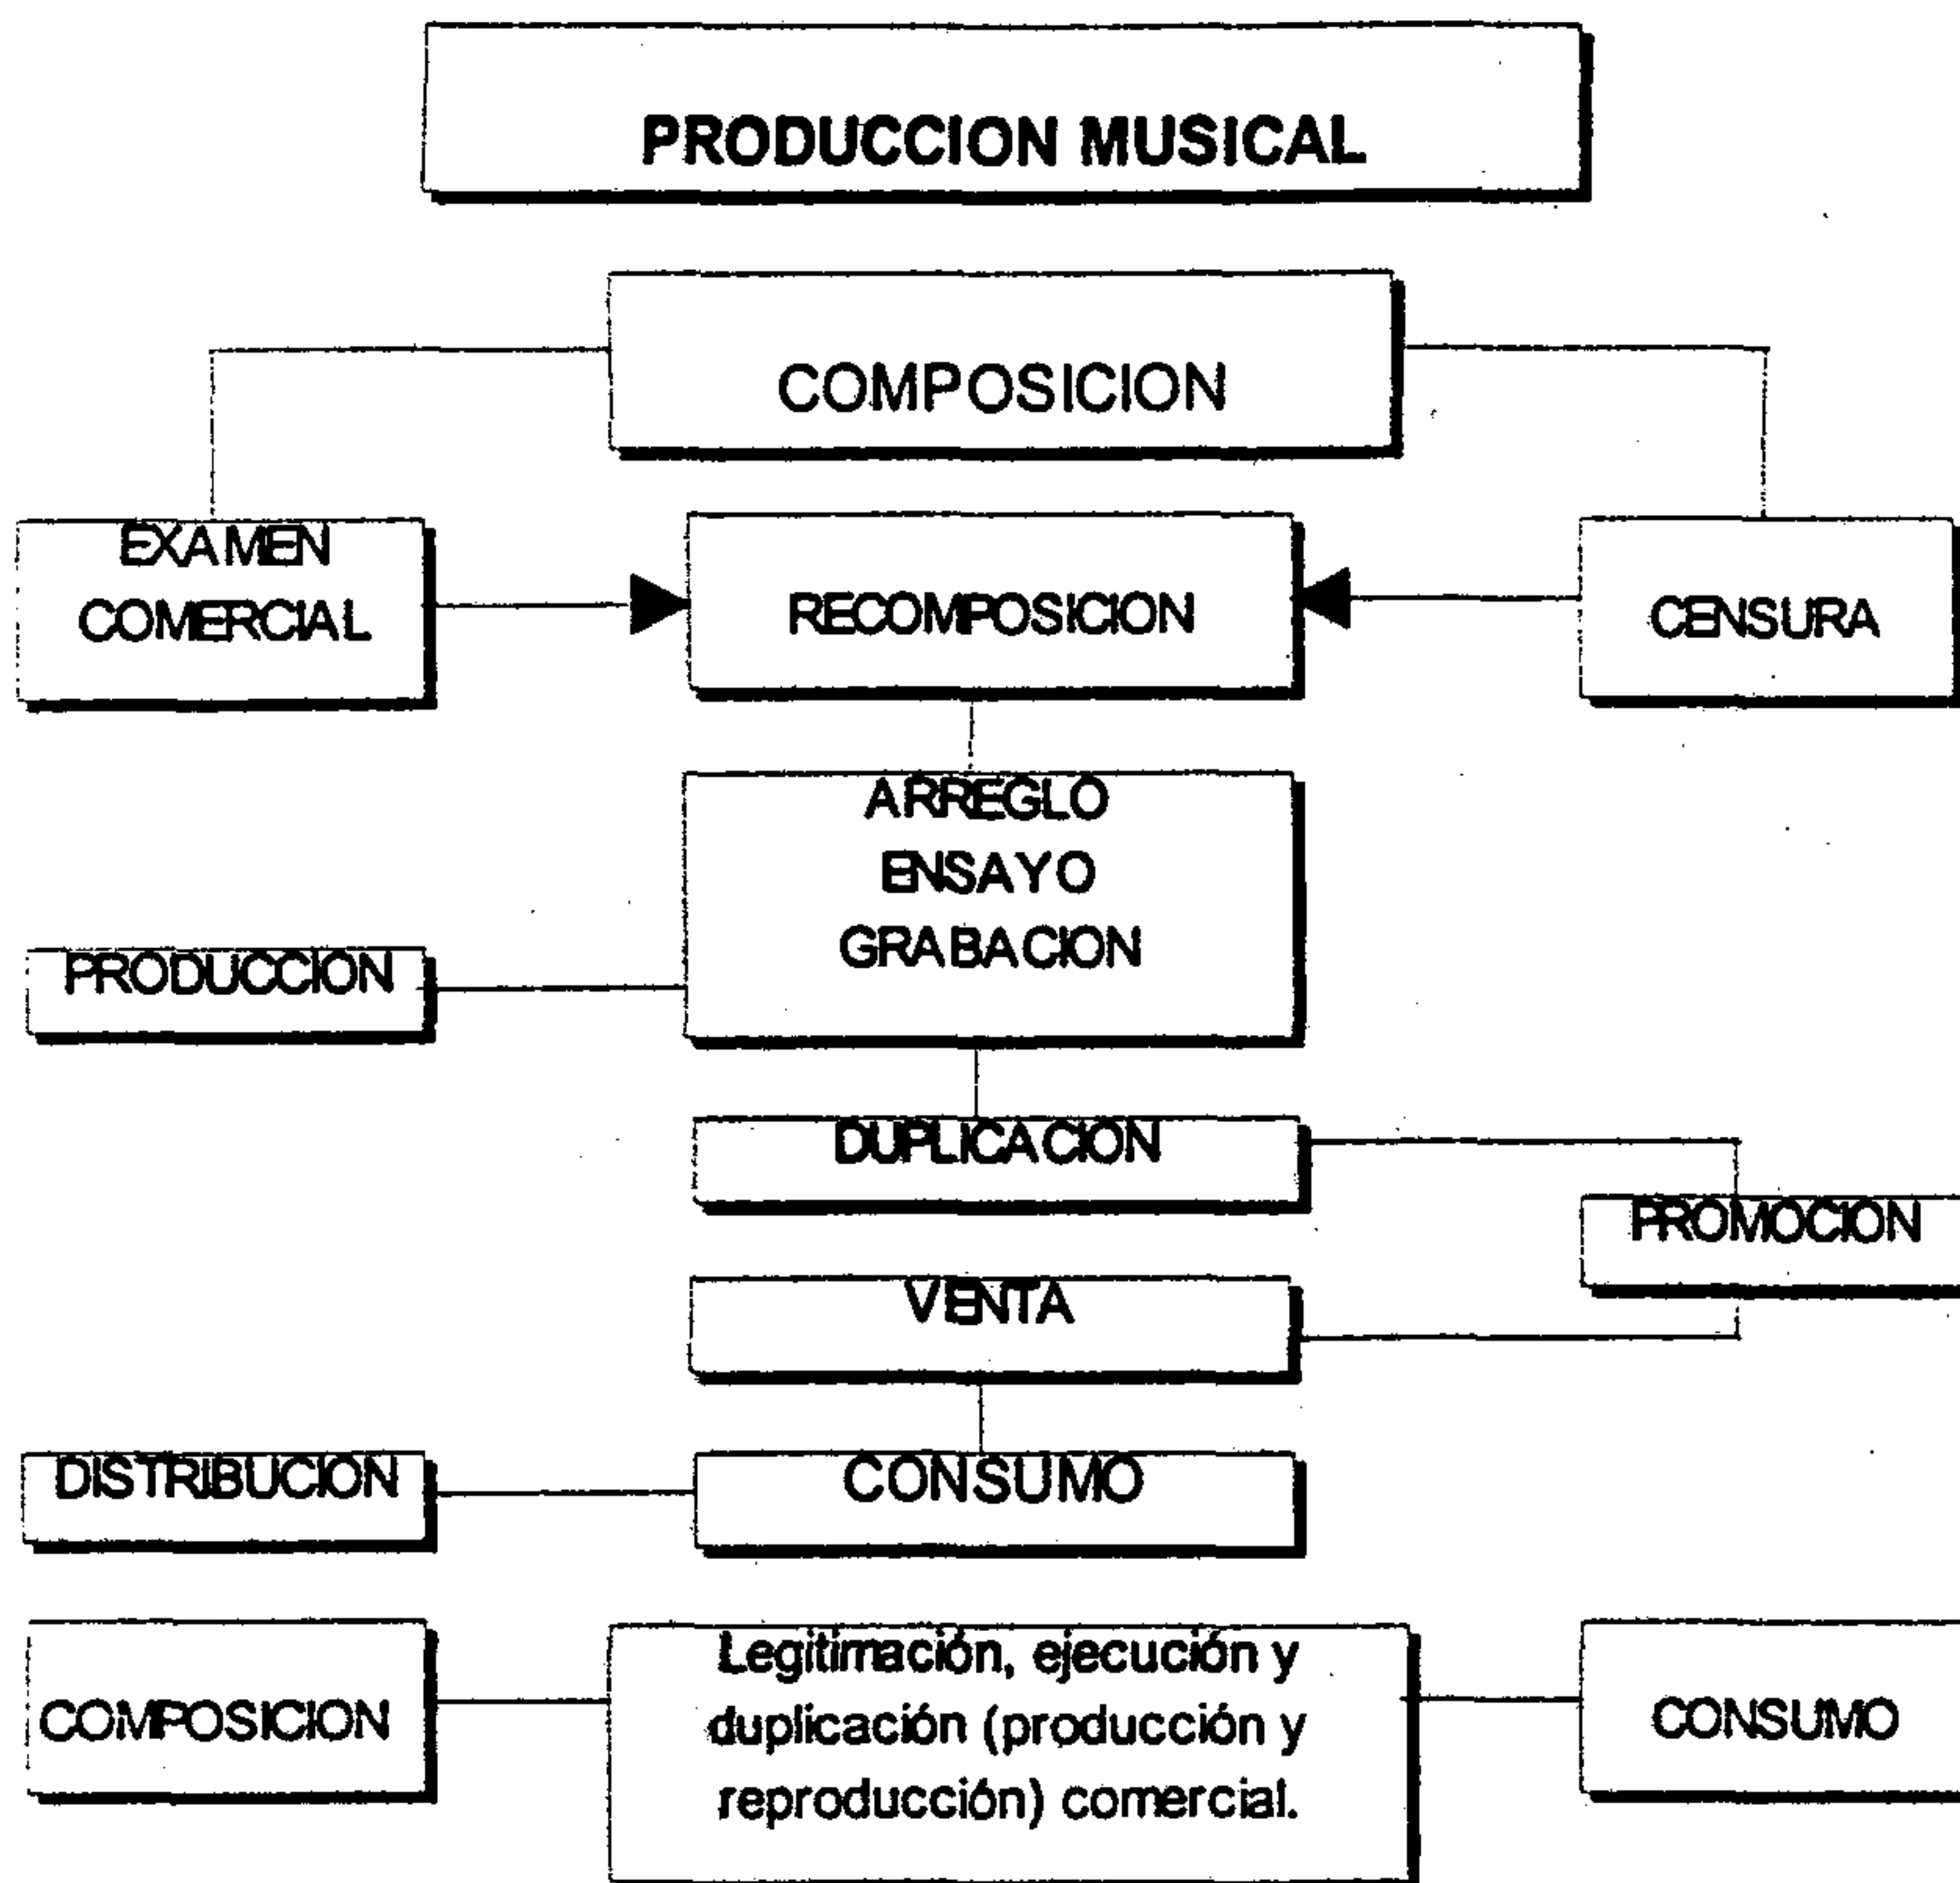 PRODUCCION MUSICAL
COMPOSICION
EXAMEN
COMERCIAL
RECOMPOSICION
CENSURA
ARREGLO
ENSAYO
GRABACION
PRODUCCION
DUPLICACION
PROMOCION
VENTA
DISTRIBUCION
CONSUMO
COMPOSICION
Legitimación, ejecución y
duplicación (producción y
reproducción) comercial.
CONSUMO